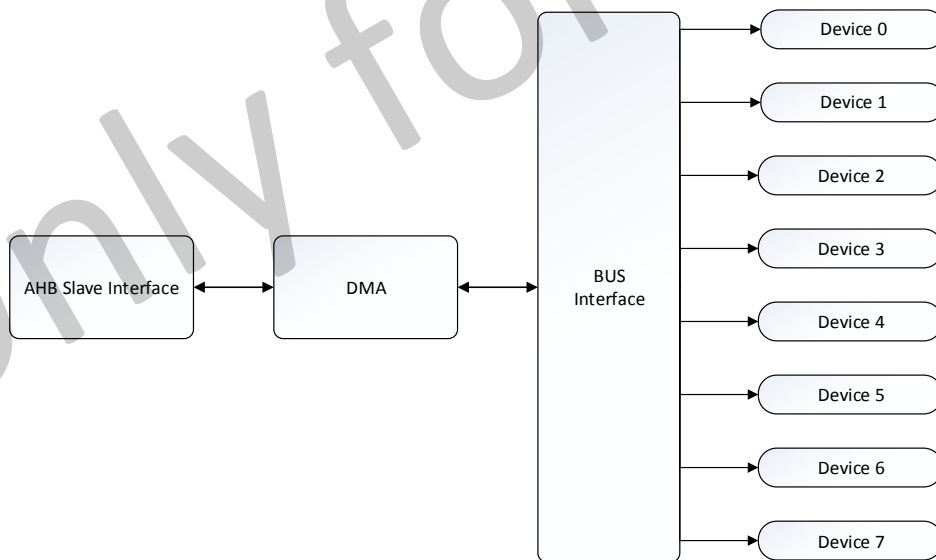 only for
Device 0
Device 1
Device 2
Device 3
Device 4
Device 5
Device 6
Device 7
AHB Slave Interface
DMA
BUS
Interface